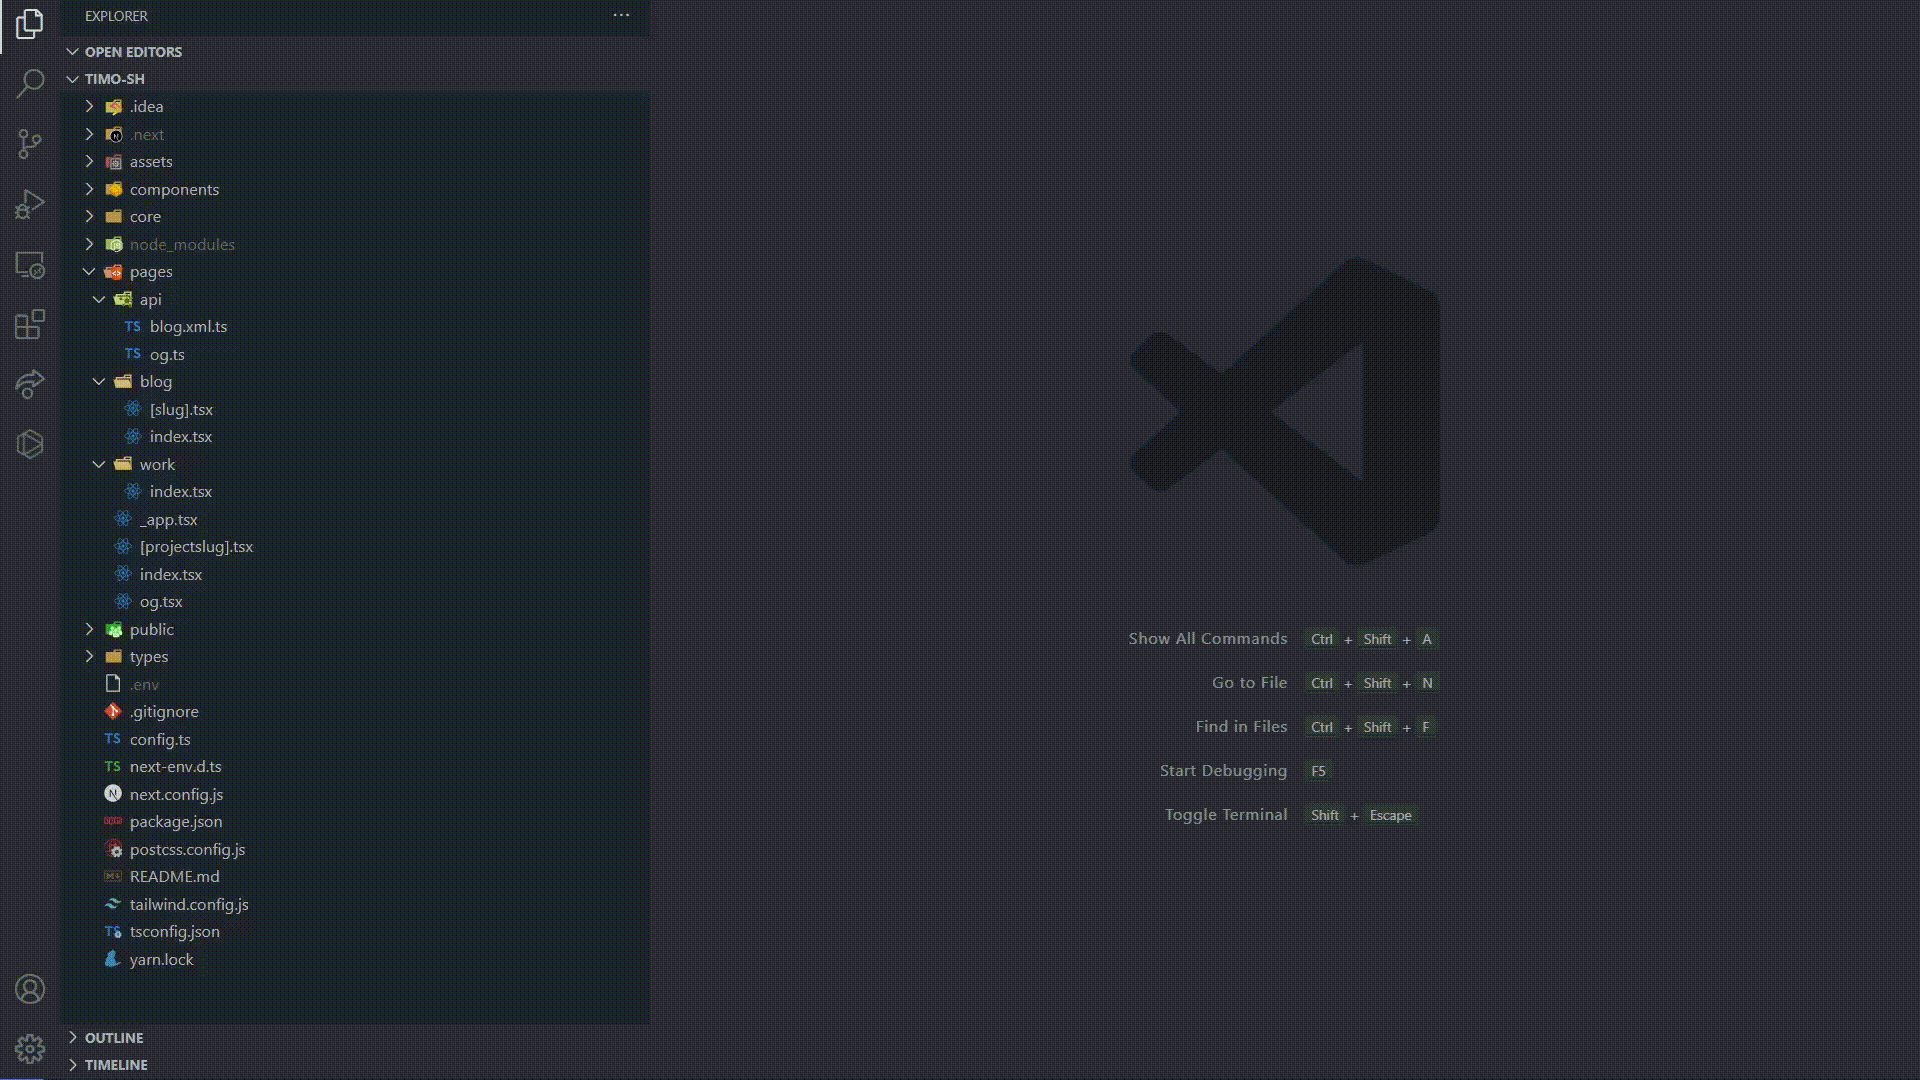 EXPLORER
OPEN EDITORS
TIMO-SH
.idea
.next
assets
components
core
node_modules
pages
api
TS blog.xml.ts
TS og.ts
blog
[slug].tsx
index.tsx
work
index.tsx
_app.tsx
[projectslug].tsx
index.tsx
og.tsx
public
types
.env
.gitignore
TS config.ts
TS next-env.d.ts
N next.config.js
package.json
postcss.config.js
README.md
tailwind.config.js
TS tsconfig.json
yarn.lock
OUTLINE
TIMELINE
Show All Commands Ctrl + Shift + A
Go to File Ctrl + Shift + N
Find in Files Ctrl + Shift + F
Start Debugging F5
Toggle Terminal Shift + Escape